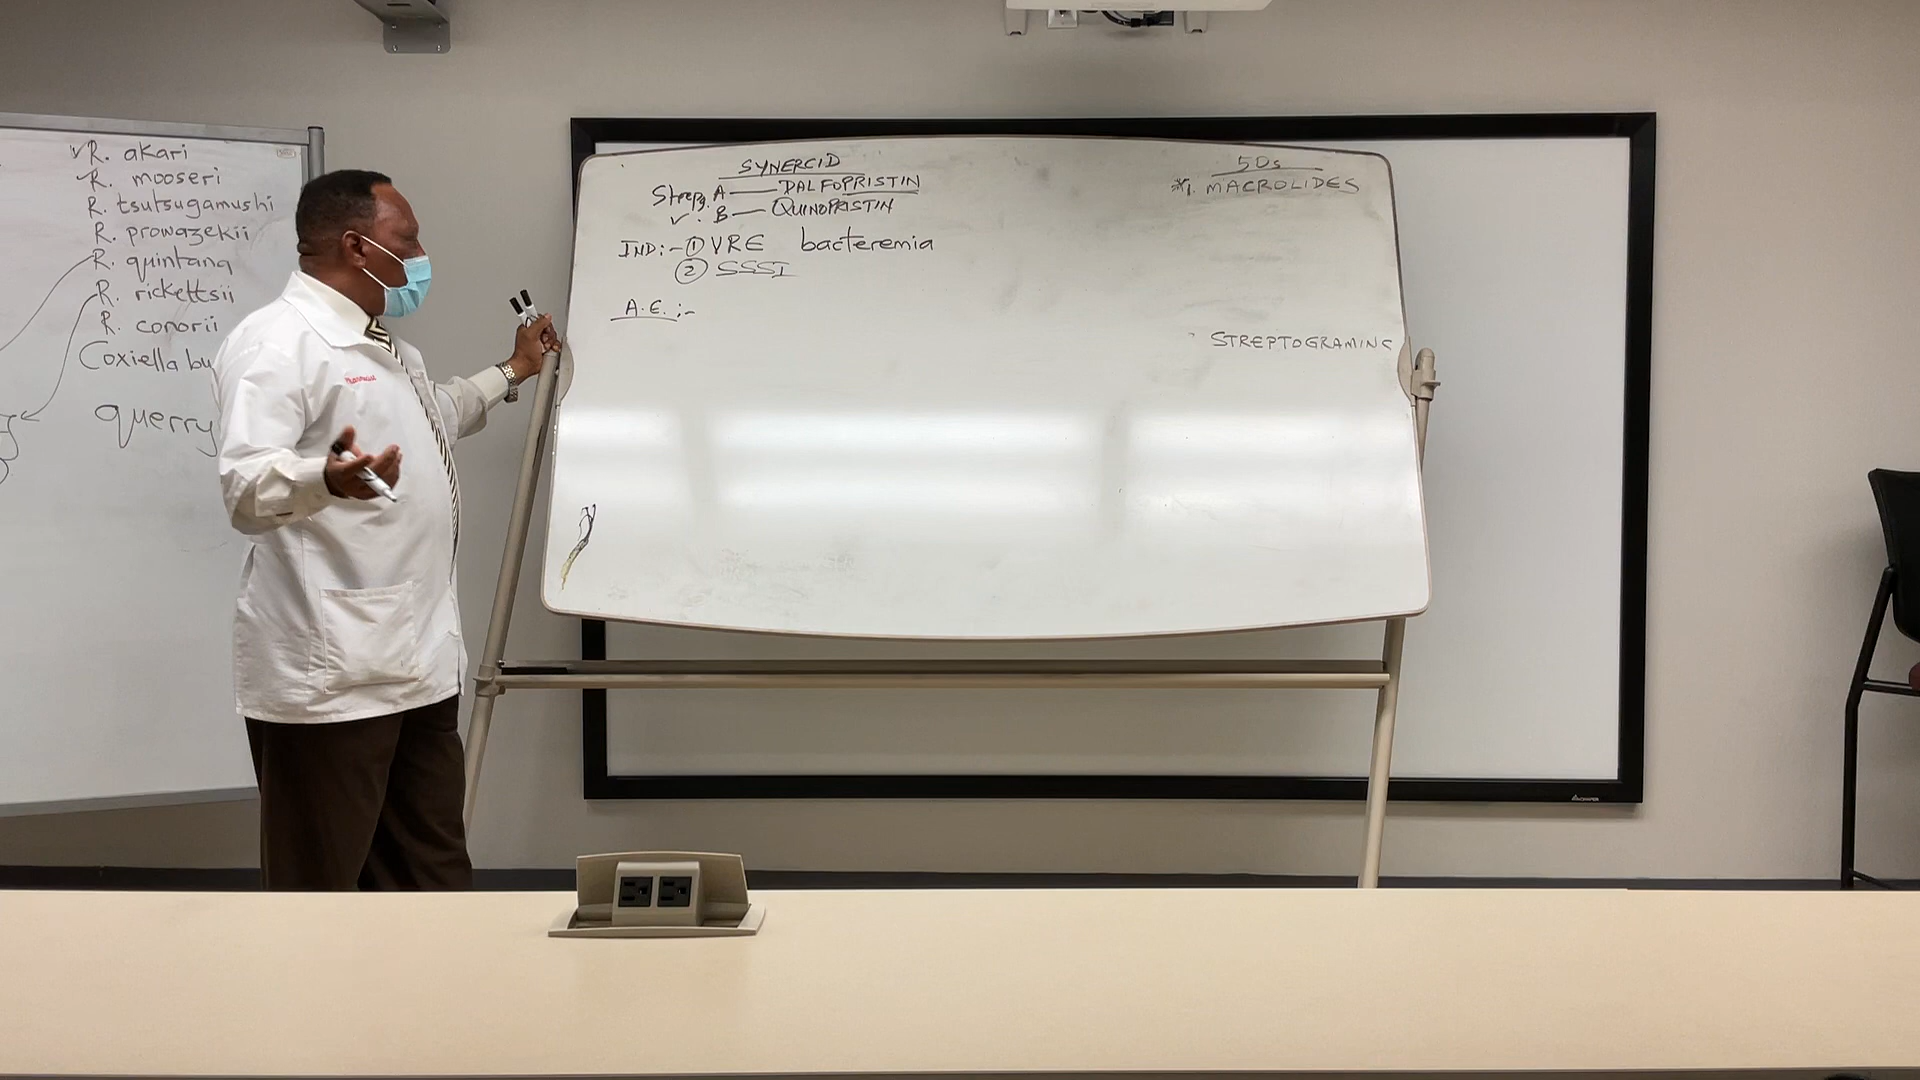 R. akari
R. mooseri
R. tsutsugamushi
R. prowazekii
R. quintana
R. rickettsii
R. conorii
Coxiella bu
querry
SYNERCID
Strepg. A — DALFOPRISTIN
✓ . B — QUINOPRISTIN
IND:- ① VRE bacteremia
② SSSI
A.E. :-
50s
*1. MACROLIDES
STREPTOGRAMINS